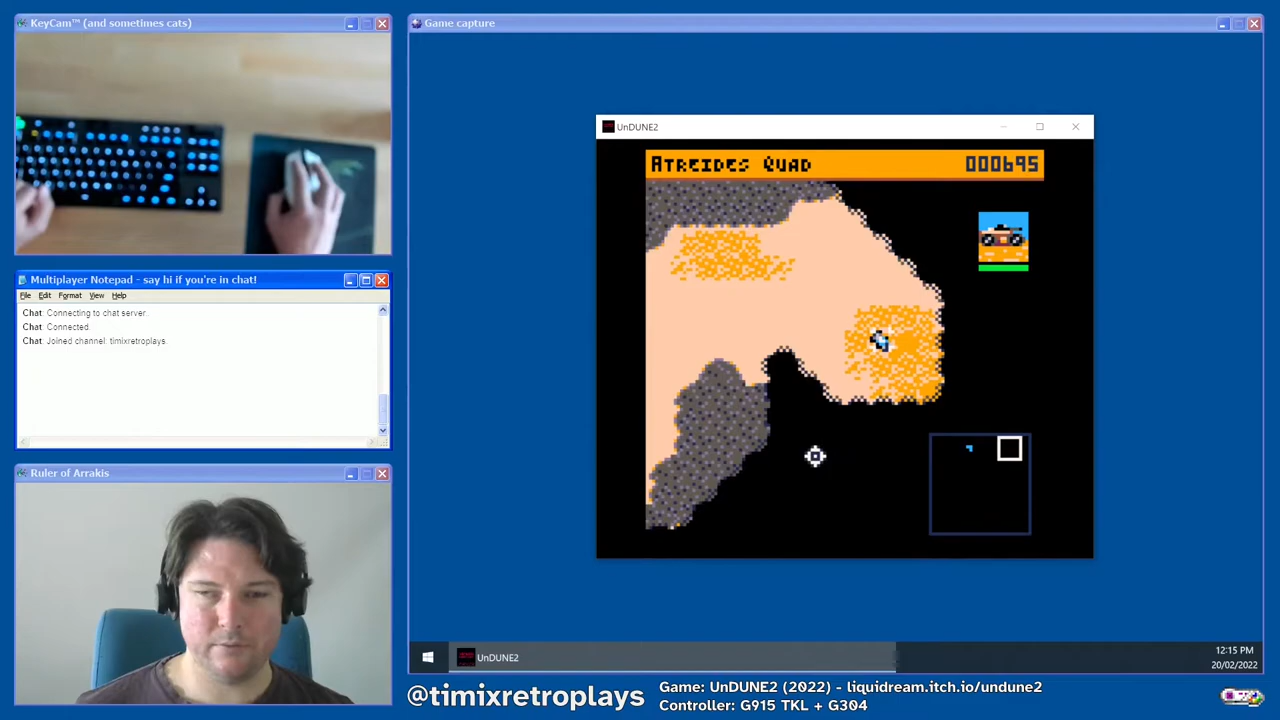 KeyCam™ (and sometimes cats)
Game capture
UnDUNE2
Atreides Quad 000695
Multiplayer Notepad - say hi if you're in chat!
File Edit Format View Help
Chat: Connecting to chat server.
Chat: Connected.
Chat: Joined channel: timixretroplays.
Ruler of Arrakis
UnDUNE2
12:15 PM
20/02/2022
@timixretroplays
Game: UnDUNE2 (2022) - liquidream.itch.io/undune2
Controller: G915 TKL + G304